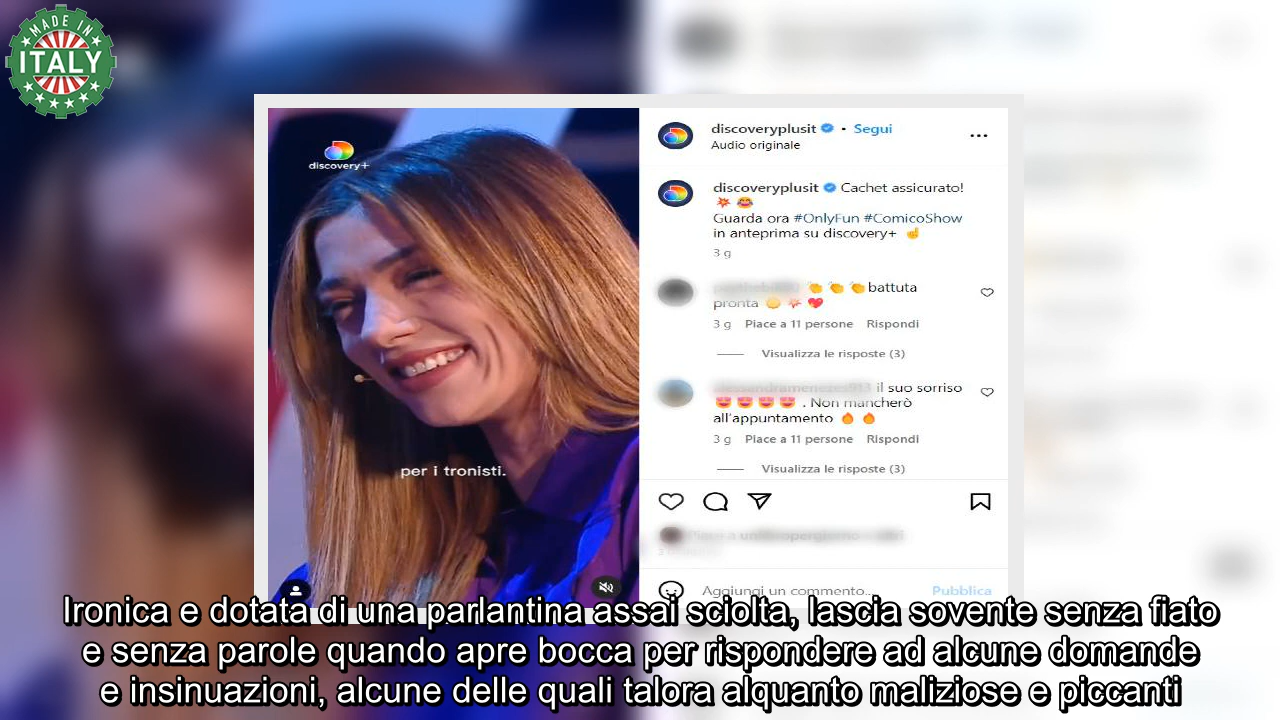 MADE IN
ITALY
discovery+
per i tronisti.
discoveryplusit • Segui
Audio originale
discoveryplusit Cachet assicurato!
💥 😂
Guarda ora #OnlyFun #ComicoShow
in anteprima su discovery+ ☝
3 g
👏 👏 👏 battuta
pronta
3 g Piace a 11 persone Rispondi
Visualizza le risposte (3)
il suo sorriso
😍 😍 😍 😍 . Non mancherò
all'appuntamento 🔥 🔥
3 g Piace a 11 persone Rispondi
Visualizza le risposte (3)
Aggiungi un commento...
Pubblica
Ironica e dotata di una parlantina assai sciolta, lascia sovente senza fiato
e senza parole quando apre bocca per rispondere ad alcune domande
e insinuazioni, alcune delle quali talora alquanto maliziose e piccanti